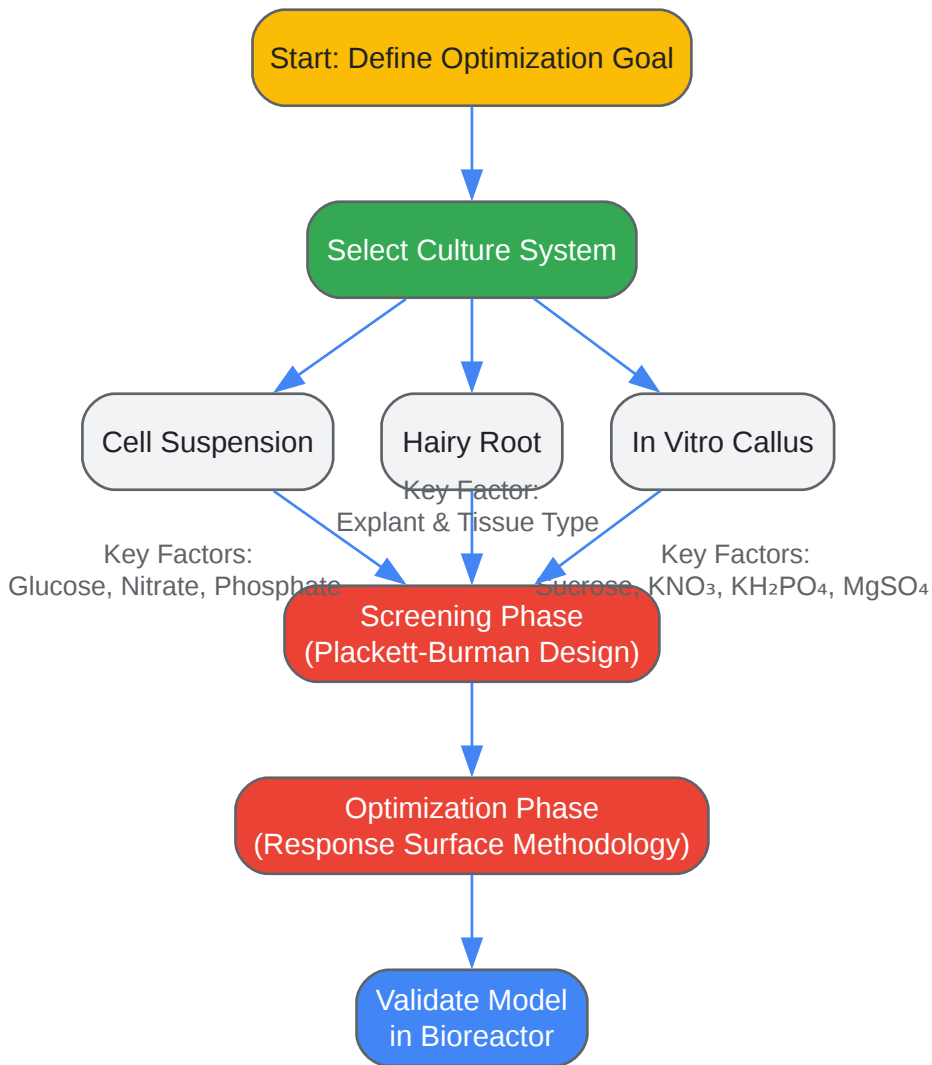 Start: Define Optimization Goal
Select Culture System
Cell Suspension
Hairy Root
In Vitro Callus
Key Factor:
Explant & Tissue Type
Key Factors:
Glucose, Nitrate, Phosphate
Key Factors:
Sucrose, KNO₃, KH₂PO₄, MgSO₄
Screening Phase
(Plackett-Burman Design)
Optimization Phase
(Response Surface Methodology)
Validate Model
in Bioreactor